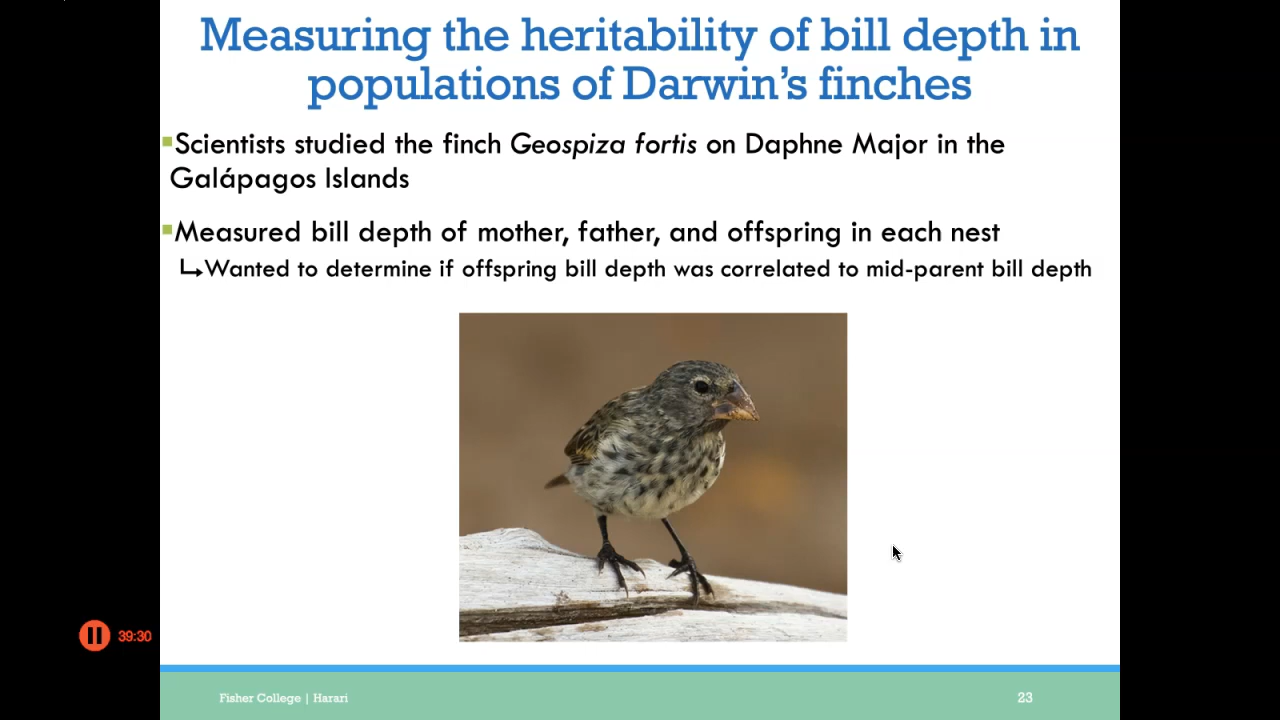 Measuring the heritability of bill depth in
populations of Darwin's finches
Scientists studied the finch Geospiza fortis on Daphne Major in the
Galápagos Islands
Measured bill depth of mother, father, and offspring in each nest
Wanted to determine if offspring bill depth was correlated to mid-parent bill depth
39:30
Fisher College | Harari
23